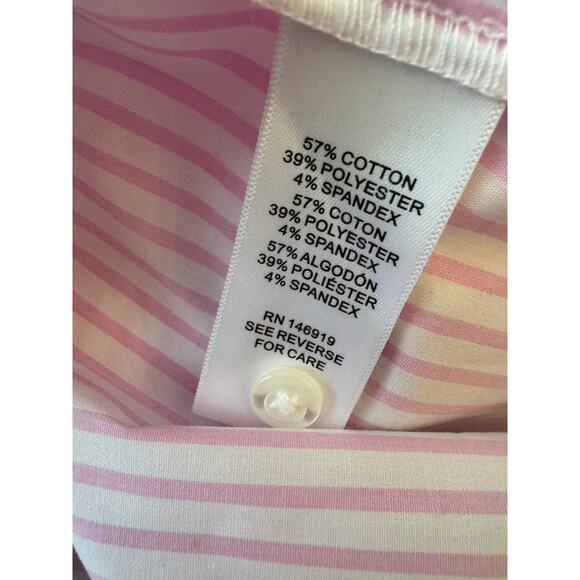 57% COTTON
39% POLYESTER
4% SPANDEX
57% COTON
39% POLYESTER
4% SPANDEX
57% ALGODÓN
39% POLIÉSTER
4% SPANDEX
RN 146919
SEE REVERSE
FOR CARE